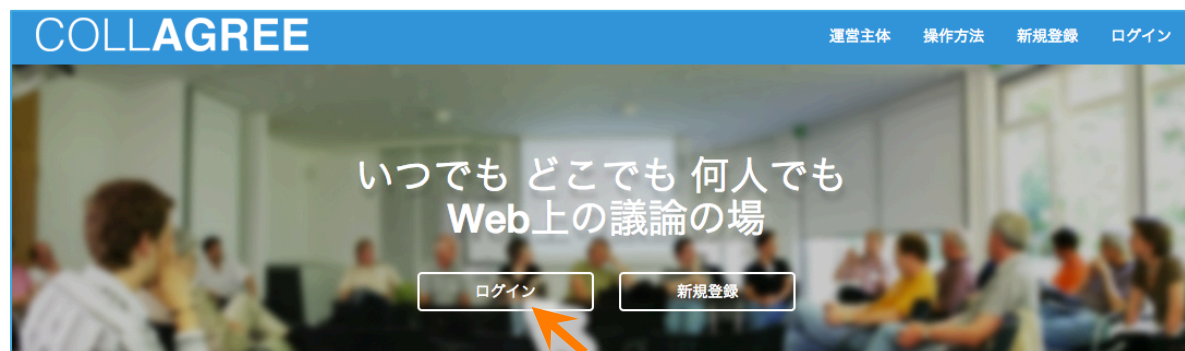 COLLAGREE
運営主体 操作方法 新規登録 ログイン
いつでも どこでも 何人でも
Web上の議論の場
ログイン 新規登録